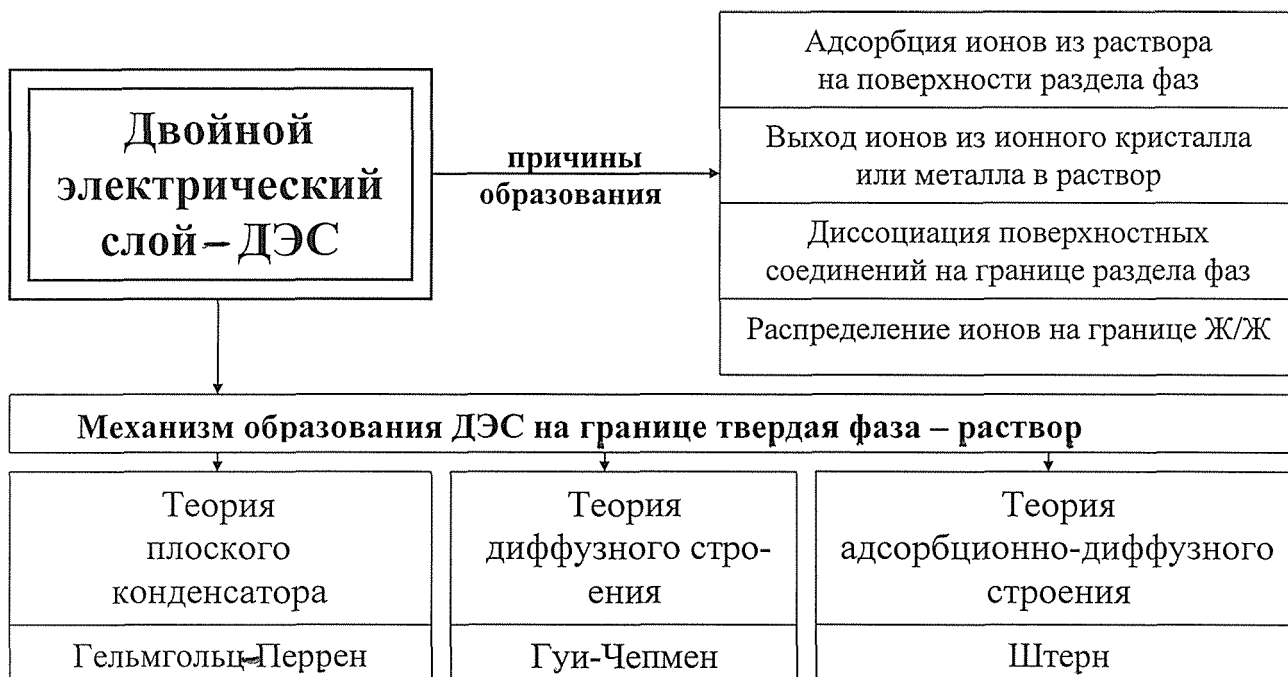 Двойной
электрический
слой – ДЭС
причины
образования
Адсорбция ионов из раствора
на поверхности раздела фаз
Выход ионов из ионного кристалла
или металла в раствор
Диссоциация поверхностных
соединений на границе раздела фаз
Распределение ионов на границе Ж/Ж
Механизм образования ДЭС на границе твердая фаза – раствор
Теория
плоского
конденсатора
Гельмгольц-Перрен
Теория
диффузного стро-
ения
Гуи-Чепмен
Теория
адсорбционно-диффузного
строения
Штерн